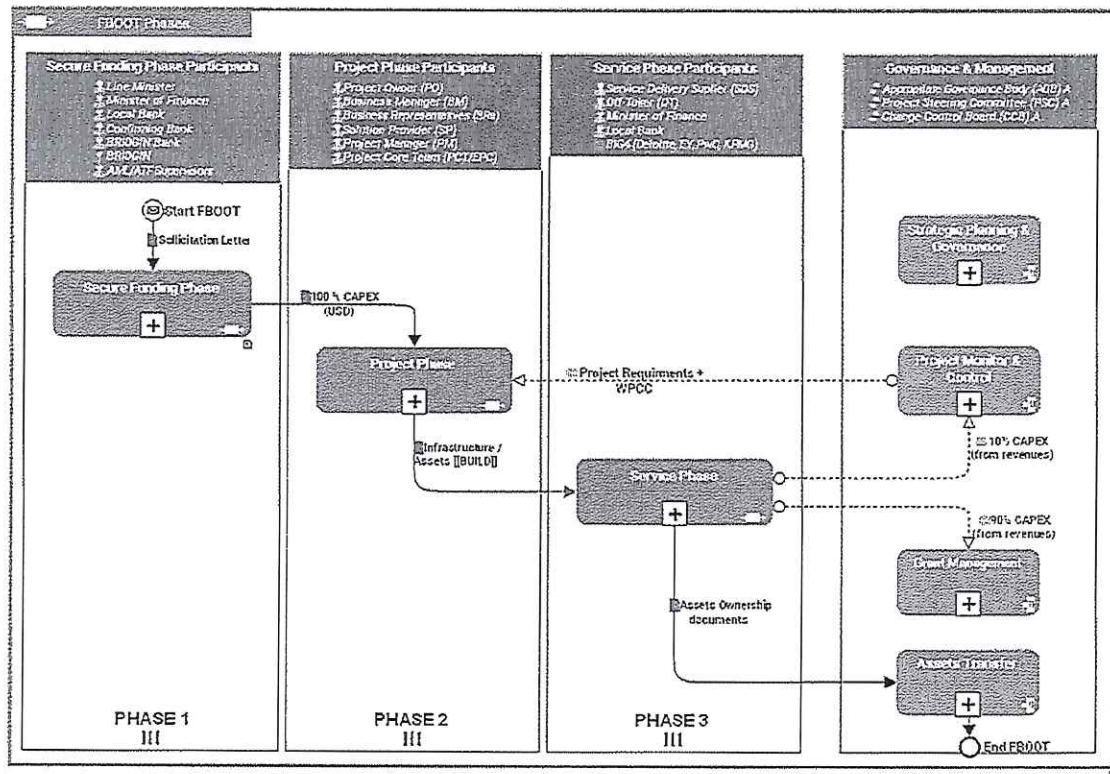 FBOOT Phases
Secure Funding Phase Participants
Line Minister
Minister of Finance
Local Bank
Confirming Bank
BRIDGIN Bank
BRIDGIN
AML/ATF Supervisors
Project Phase Participants
Project Owner (PO)
Business Manager (BM)
Business Representatives (BRs)
Solution Provider (SP)
Project Manager (PM)
Project Core Team (PCT/EPC)
Service Phase Participants
Service Delivery Suplier (SDS)
Off-Taker (OT)
Minister of Finance
Local Bank
BIG4 (Deloitte, EY, PwC, KPMG)
Governance & Management
Appropriate Governance Body (AGB) A
Project Steering Committee (PSC) A
Change Control Board (CCB) A
Start FBOOT
Sollicitation Letter
Secure Funding Phase
100 % CAPEX
(USD)
Project Phase
Infrastructure /
Assets [[BUILD]]
Service Phase
Strategic Planning &
Governance
Project Monitor &
Control
Project Requirments +
WPCC
10% CAPEX
(from revenues)
90% CAPEX
(from revenues)
Grant Management
Assets Ownership
documents
Assets Transfer
End FBOOT
PHASE 1
PHASE 2
PHASE 3